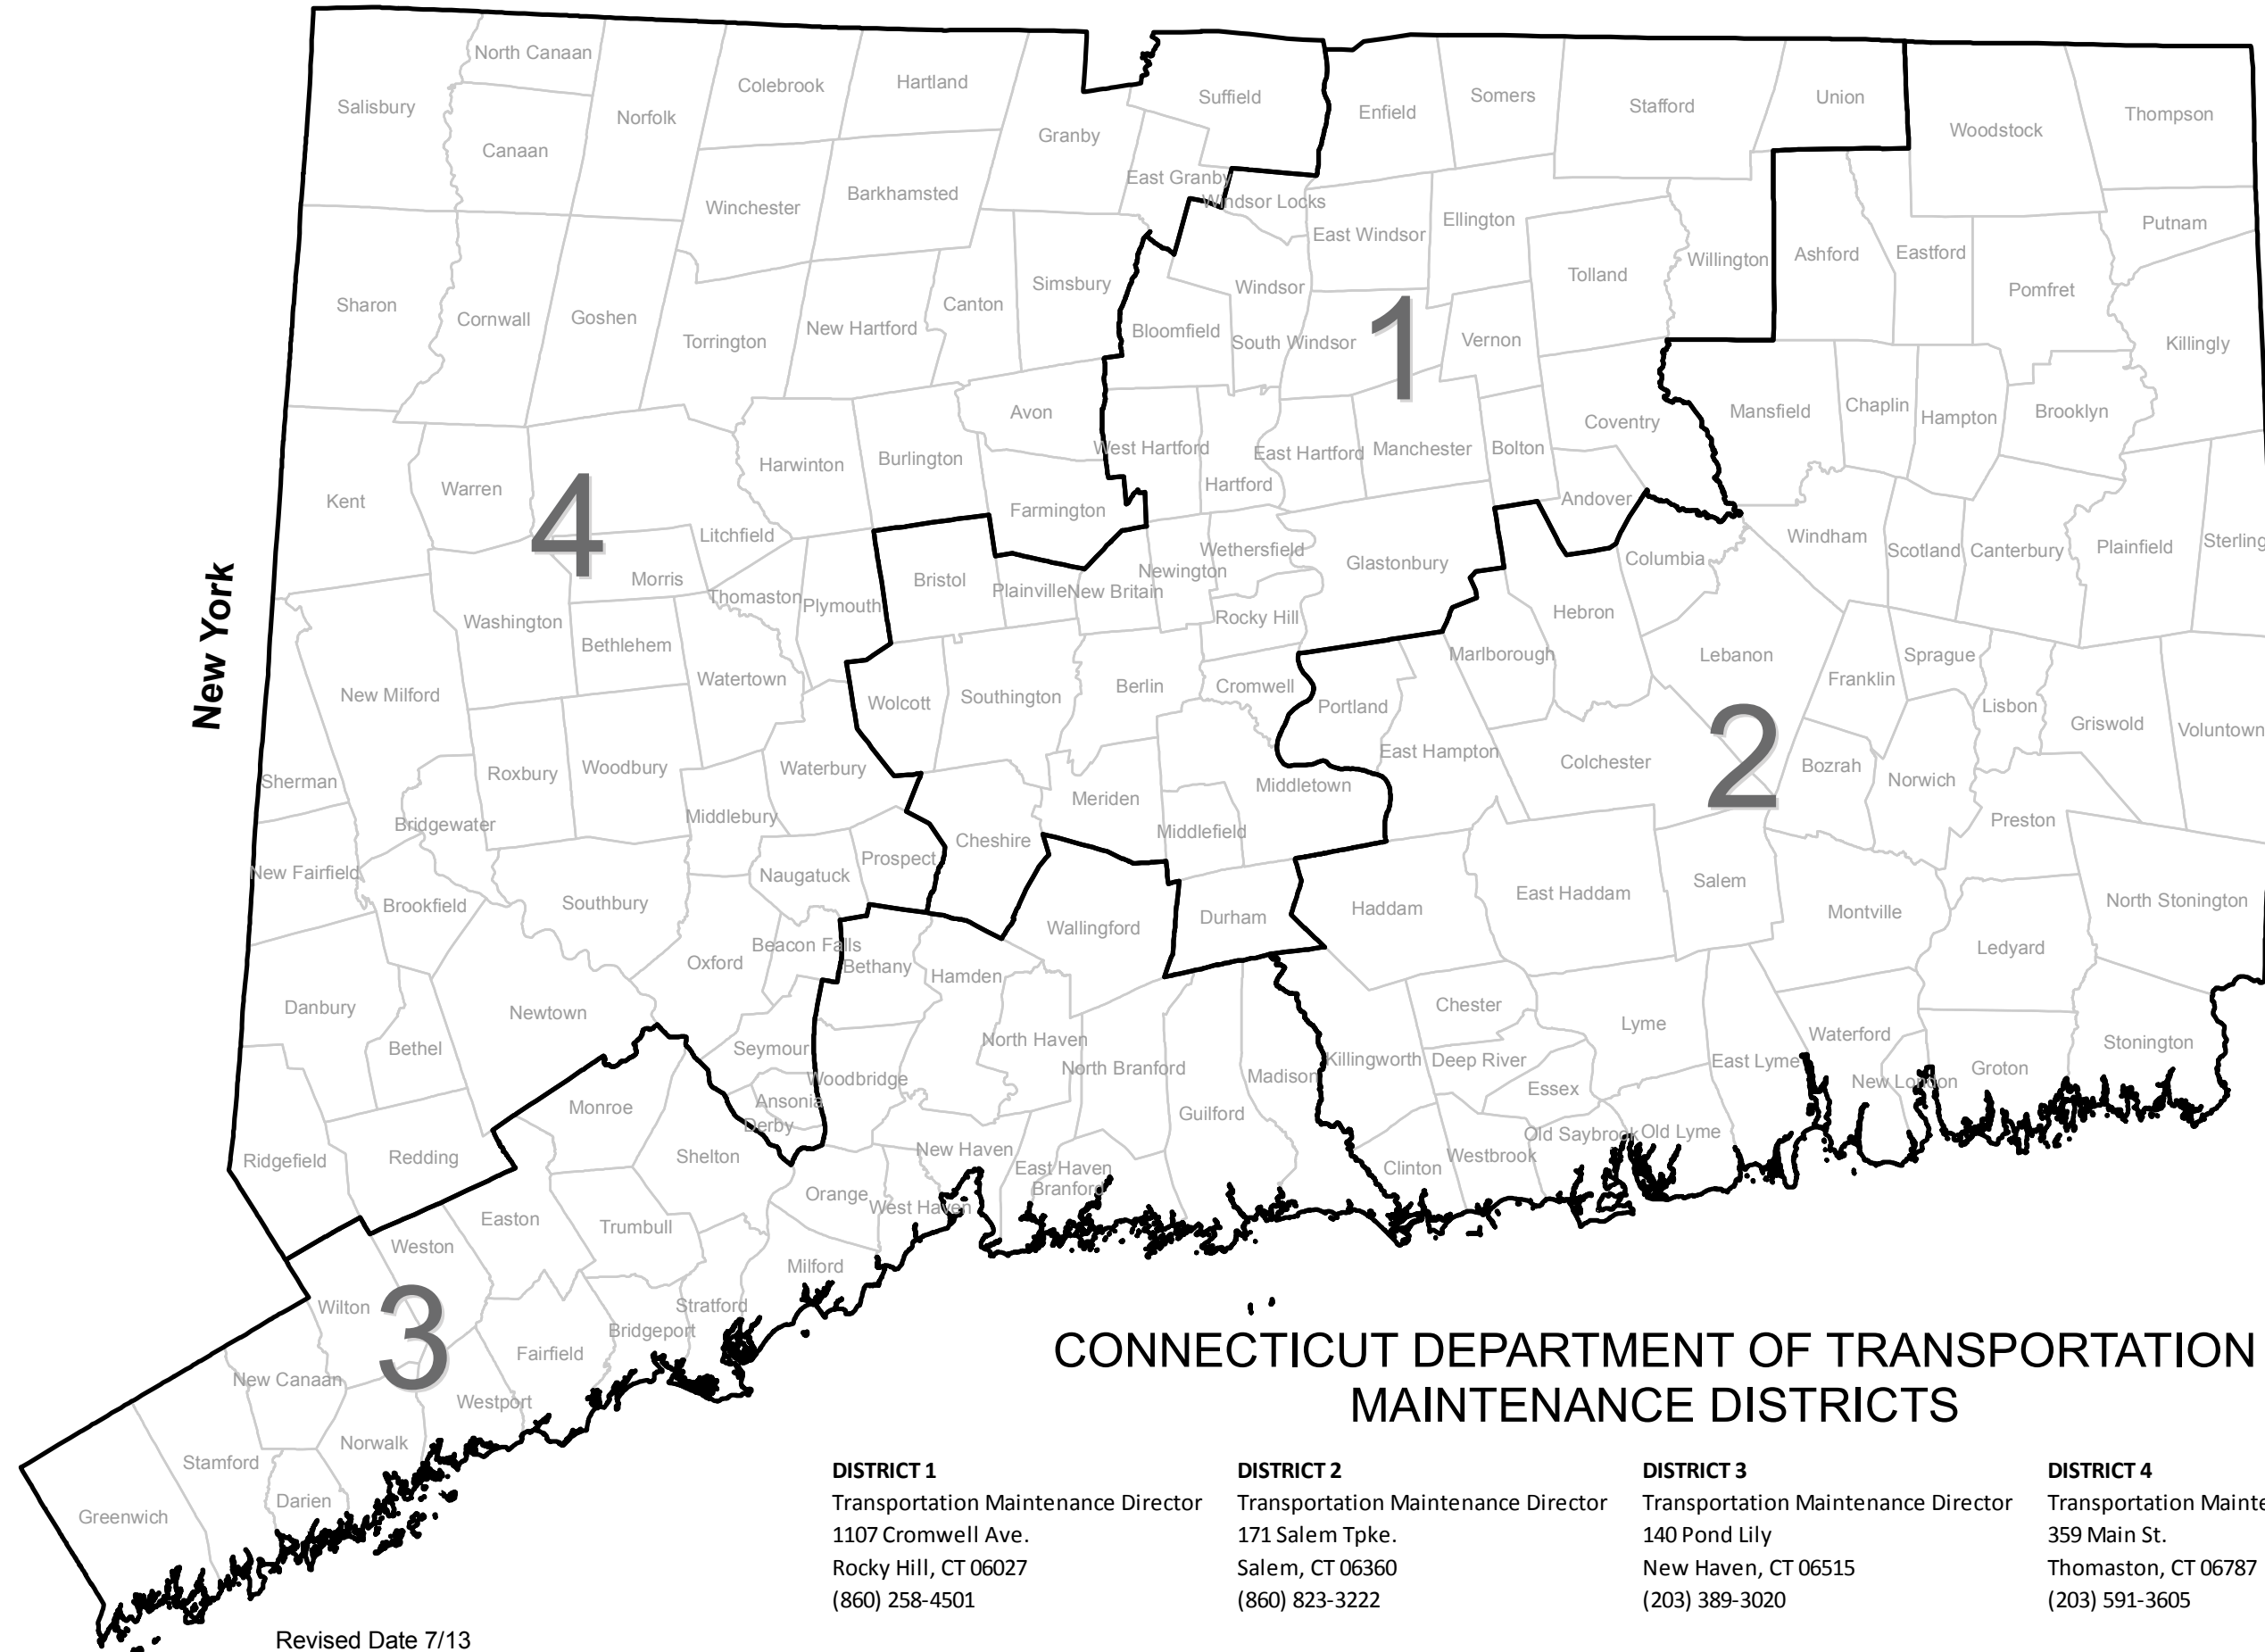 North Canaan
Colebrook
Hartland
Salisbury
Norfolk
Canaan
Granby
Suffield
Enfield
Somers
Stafford
Union
Woodstock
Thompson
East Granby
Windsor Locks
Winchester
Barkhamsted
East Windsor
Ellington
Putnam
Sharon
Cornwall
Goshen
Torrington
New Hartford
Canton
Simsbury
Windsor
Tolland
Willington
Ashford
Eastford
Pomfret
Bloomfield
South Windsor
1
Vernon
Killingly
Avon
West Hartford
Hartford
East Hartford
Manchester
Bolton
Coventry
Mansfield
Chaplin
Hampton
Brooklyn
Kent
Warren
4
Harwinton
Burlington
Farmington
Andover
Litchfield
Morris
Wethersfield
Glastonbury
Columbia
Windham
Scotland
Canterbury
Plainfield
Sterling
New York
Washington
Bethlehem
Thomaston
Plymouth
Bristol
Plainville
New Britain
Newington
Rocky Hill
Hebron
New Milford
Watertown
Wolcott
Southington
Berlin
Cromwell
Portland
Marlborough
Lebanon
Franklin
Sprague
Lisbon
Griswold
Voluntown
Sherman
Bridgewater
Roxbury
Woodbury
Middlebury
Waterbury
Meriden
Middletown
East Hampton
Colchester
2
Bozrah
Norwich
Preston
New Fairfield
Brookfield
Southbury
Naugatuck
Prospect
Cheshire
Middlefield
Wallingford
Durham
Haddam
East Haddam
Salem
Montville
Ledyard
North Stonington
Danbury
Bethel
Newtown
Oxford
Beacon Falls
Bethany
Hamden
Seymour
Woodbridge
North Haven
North Branford
Madison
Guilford
Killingworth
Chester
Deep River
Essex
Lyme
East Lyme
Waterford
New London
Groton
Stonington
Ridgefield
Redding
Monroe
Shelton
Ansonia
Derby
New Haven
East Haven
Branford
Clinton
Westbrook
Old Saybrook
Old Lyme
Orange
West Haven
Easton
Trumbull
Weston
Milford
Wilton
3
Stratford
Bridgeport
Fairfield
New Canaan
Westport
Norwalk
Stamford
Darien
Greenwich
CONNECTICUT DEPARTMENT OF TRANSPORTATION
MAINTENANCE DISTRICTS
DISTRICT 1
Transportation Maintenance Director
1107 Cromwell Ave.
Rocky Hill, CT 06027
(860) 258-4501
DISTRICT 2
Transportation Maintenance Director
171 Salem Tpke.
Salem, CT 06360
(860) 823-3222
DISTRICT 3
Transportation Maintenance Director
140 Pond Lily
New Haven, CT 06515
(203) 389-3020
DISTRICT 4
Transportation
359 Main St.
Thomaston, CT 06787
(203) 591-3605
Revised Date 7/13